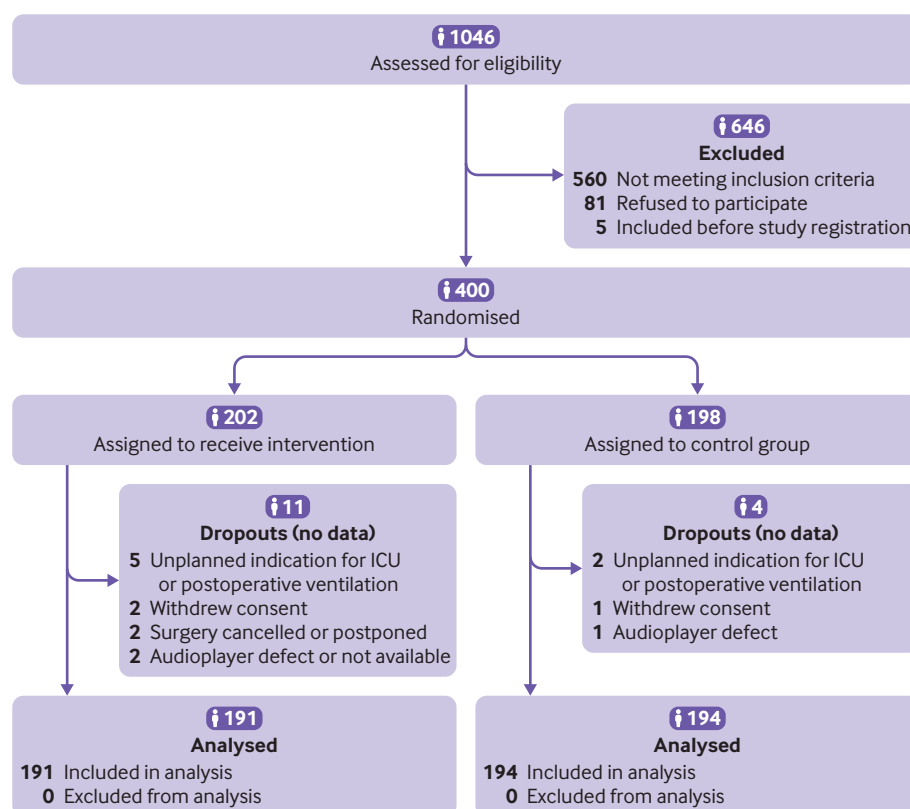 1046
Assessed for eligibility
646
Excluded
560 Not meeting inclusion criteria
81 Refused to participate
5 Included before study registration
400
Randomised
202
Assigned to receive intervention
198
Assigned to control group
11
Dropouts (no data)
5 Unplanned indication for ICU
or postoperative ventilation
2 Withdrew consent
2 Surgery cancelled or postponed
2 Audioplayer defect or not available
4
Dropouts (no data)
2 Unplanned indication for ICU
or postoperative ventilation
1 Withdrew consent
1 Audioplayer defect
191
Analysed
191 Included in analysis
0 Excluded from analysis
194
Analysed
194 Included in analysis
0 Excluded from analysis